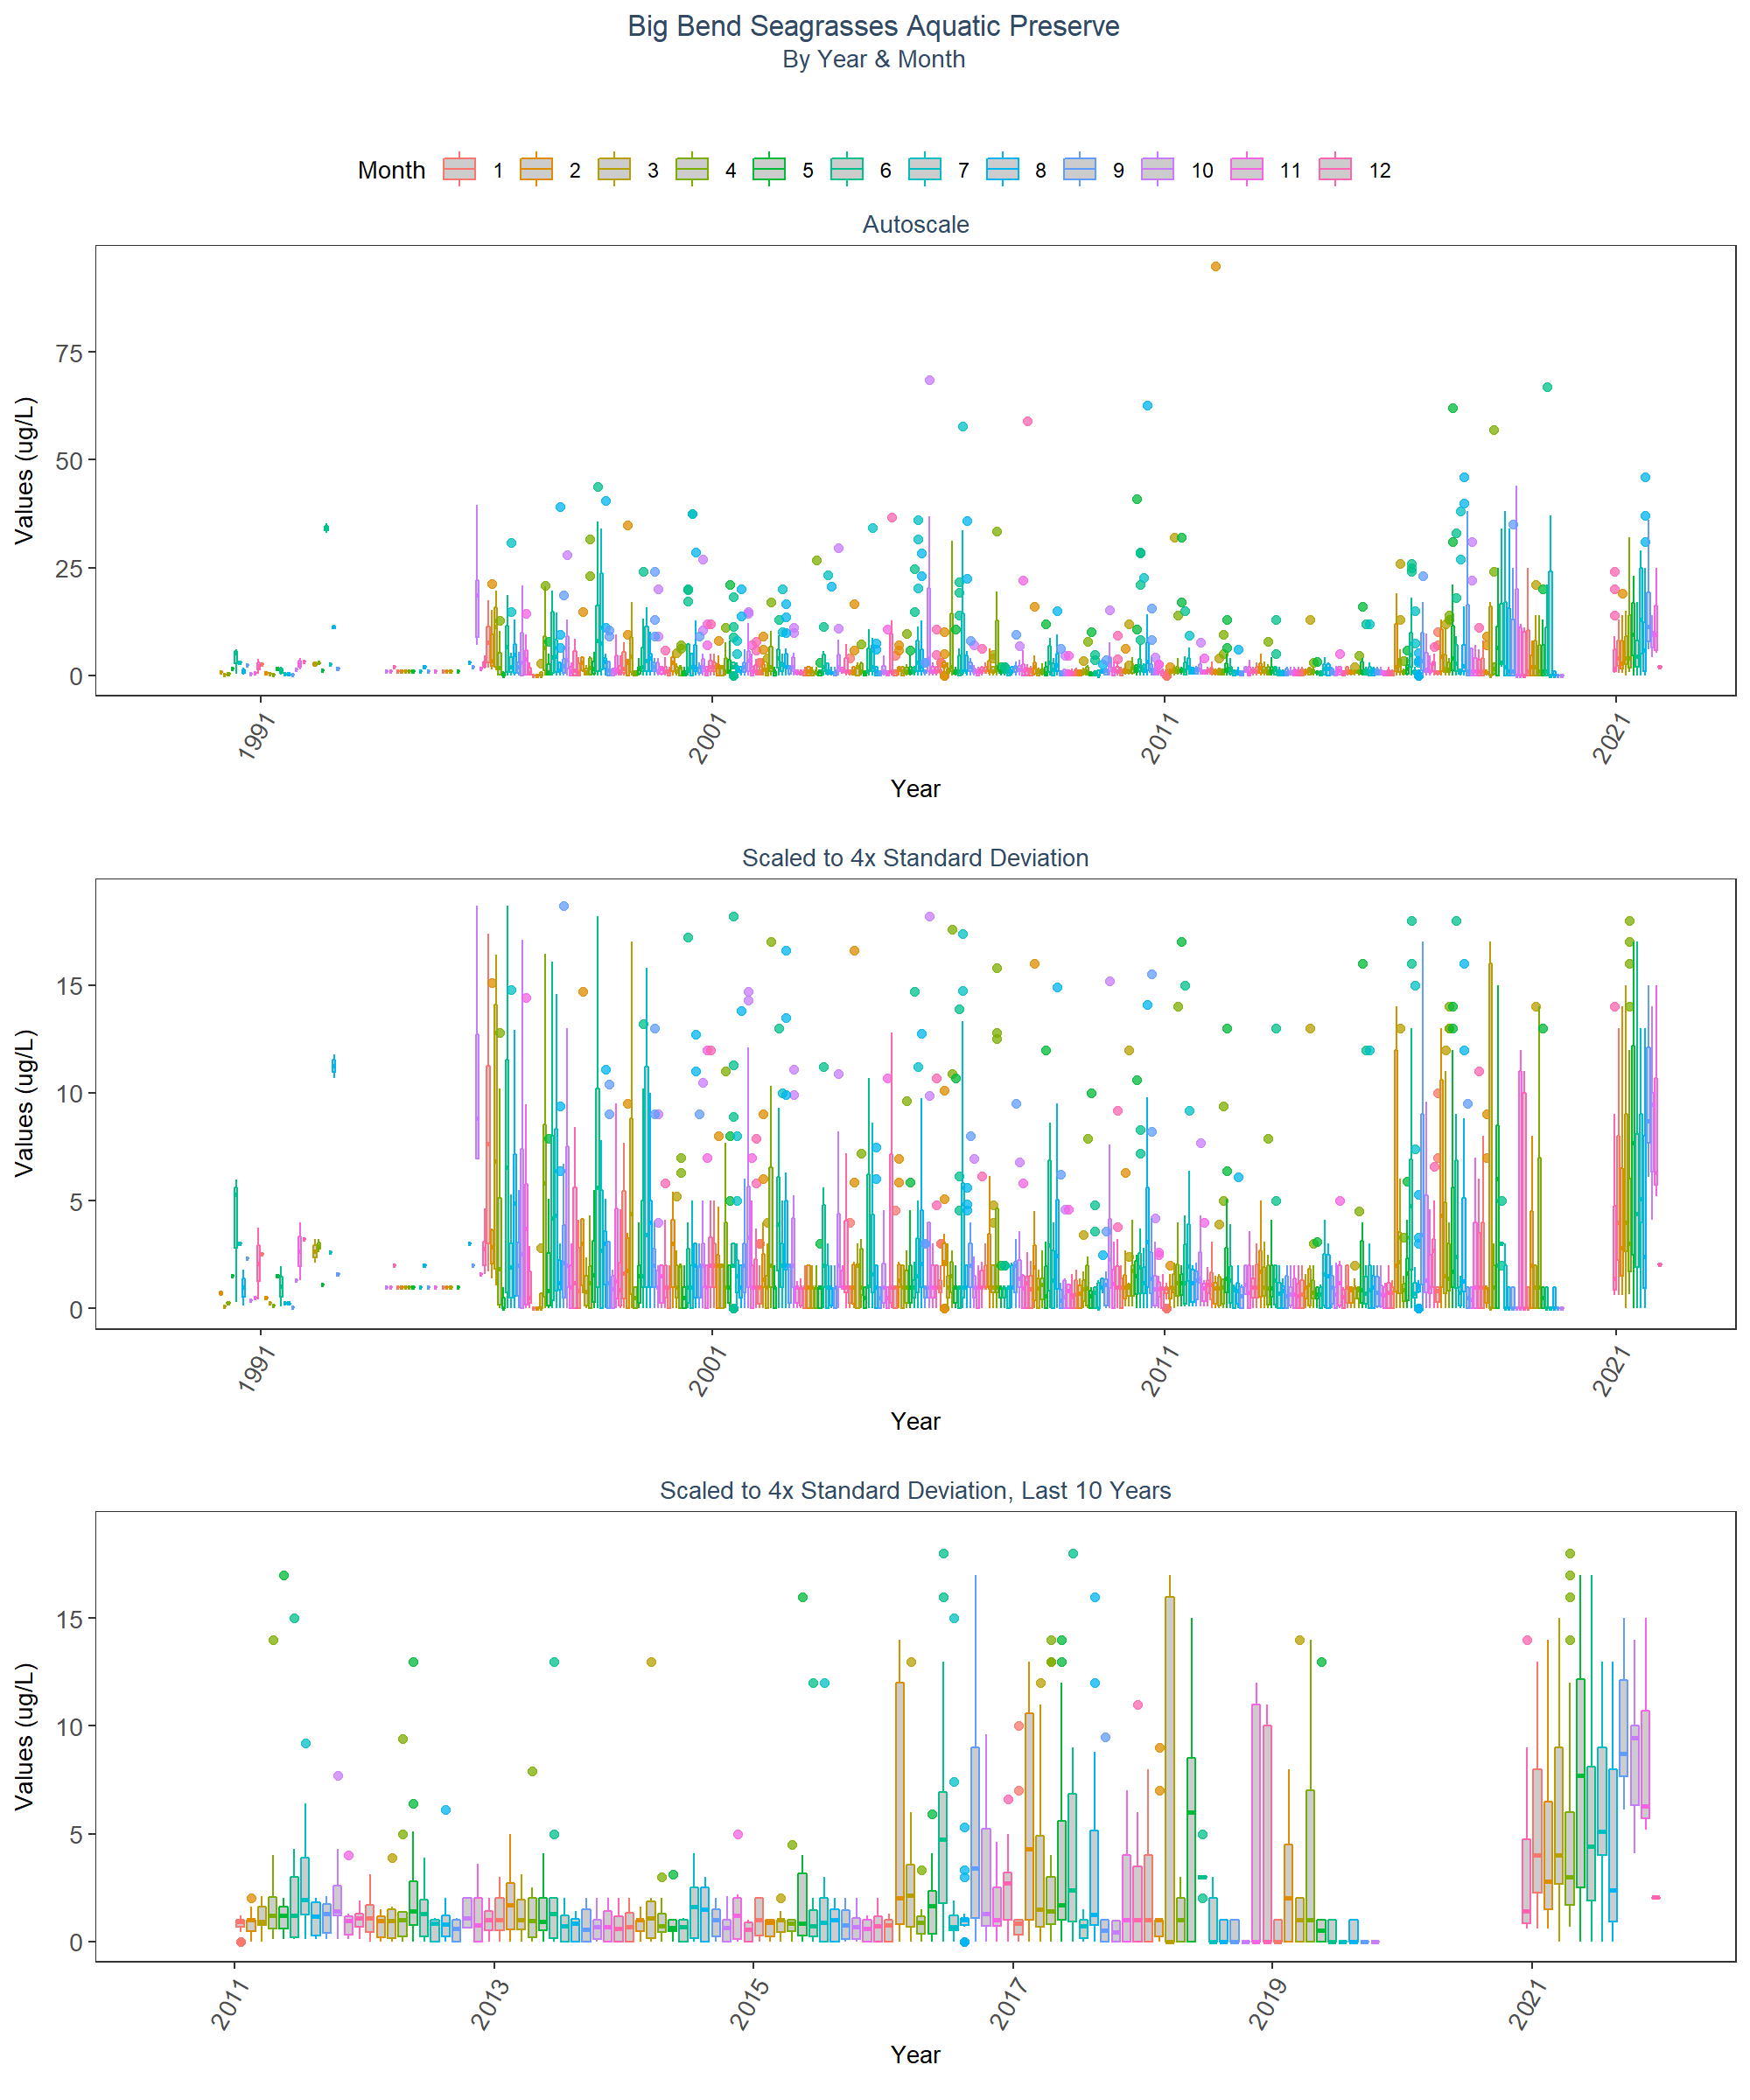 Big Bend Seagrasses Aquatic Preserve
By Year & Month
Month 1 2 3 4 5 6 7 8 9 10 11 12
Autoscale
Values (ug/L)
75
50
25
0
1991 2001 2011 2021
Year
Scaled to 4x Standard Deviation
Values (ug/L)
15
10
5
0
1991 2001 2011 2021
Year
Scaled to 4x Standard Deviation, Last 10 Years
Values (ug/L)
15
10
5
0
2011 2013 2015 2017 2019 2021
Year